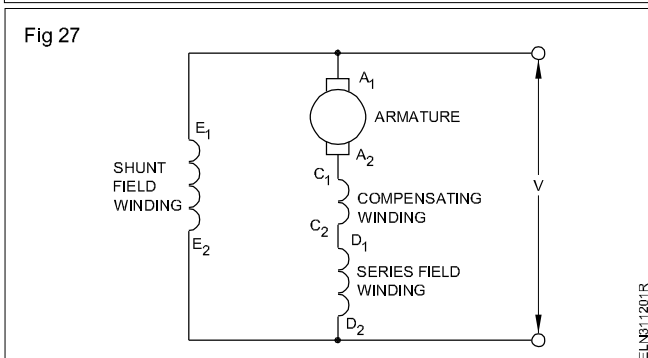 Fig 27
A1
ARMATURE
A2
E1
SHUNT
FIELD
WINDING
E2
C1
COMPENSATING
WINDING
C2
D1
SERIES FIELD
WINDING
D2
V
ELN311201R